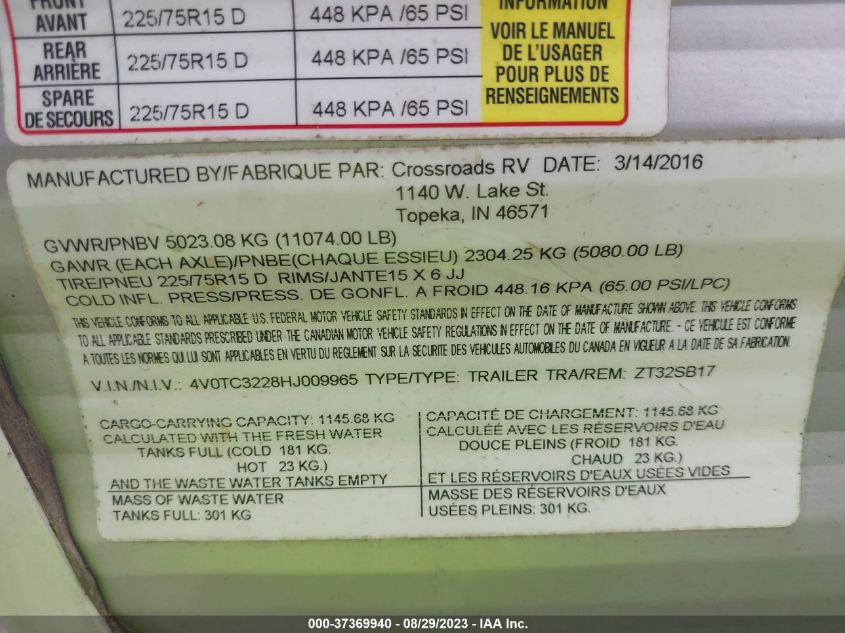 FRONT
AVANT 225/75R15 D 448 KPA /65 PSI
REAR
ARRIÈRE 225/75R15 D 448 KPA /65 PSI
SPARE
DE SECOURS 225/75R15 D 448 KPA /65 PSI
INFORMATION
VOIR LE MANUEL
DE L'USAGER
POUR PLUS DE
RENSEIGNEMENTS
MANUFACTURED BY/FABRIQUE PAR: Crossroads RV DATE: 3/14/2016
1140 W. Lake St.
Topeka, IN 46571
GVWR/PNBV 5023.08 KG (11074.00 LB)
GAWR (EACH AXLE)/PNBE(CHAQUE ESSIEU) 2304.25 KG (5080.00 LB)
TIRE/PNEU 225/75R15 D RIMS/JANTE15 X 6 JJ
COLD INFL. PRESS/PRESS. DE GONFL. A FROID 448.16 KPA (65.00 PSI/LPC)
THIS VEHICLE CONFORMS TO ALL APPLICABLE U.S. FEDERAL MOTOR VEHICLE SAFETY STANDARDS IN EFFECT ON THE DATE OF MANUFACTURE SHOWN ABOVE. THIS VEHICLE CONFORMS
TO ALL APPLICABLE STANDARDS PRESCRIBED UNDER THE CANADIAN MOTOR VEHICLE SAFETY REGULATIONS IN EFFECT ON THE DATE OF MANUFACTURE. - CE VEHICULE EST CONFORME
A TOUTES LES NORMES QUI LUI SONT APPLICABLES EN VERTU DU REGLEMENT SUR LA SECURITE DES VEHICULES AUTOMOBILES DU CANADA EN VIGUEUR A LA DATE DE SA FABRICATION.
V.I.N./N.I.V.: 4V0TC3228HJ009965 TYPE/TYPE: TRAILER TRA/REM: ZT32SB17
CARGO-CARRYING CAPACITY: 1145.68 KG
CALCULATED WITH THE FRESH WATER
TANKS FULL (COLD 181 KG.
HOT 23 KG.)
AND THE WASTE WATER TANKS EMPTY
MASS OF WASTE WATER
TANKS FULL: 301 KG
CAPACITÉ DE CHARGEMENT: 1145.68 KG
CALCULÉE AVEC LES RÉSERVOIRS D'EAU
DOUCE PLEINS (FROID 181 KG.
CHAUD 23 KG.)
ET LES RÉSERVOIRS D'EAUX USÉES VIDES
MASSE DES RÉSERVOIRS D'EAUX
USÉES PLEINS: 301 KG.
000-37369940 - 08/29/2023 - IAA Inc.